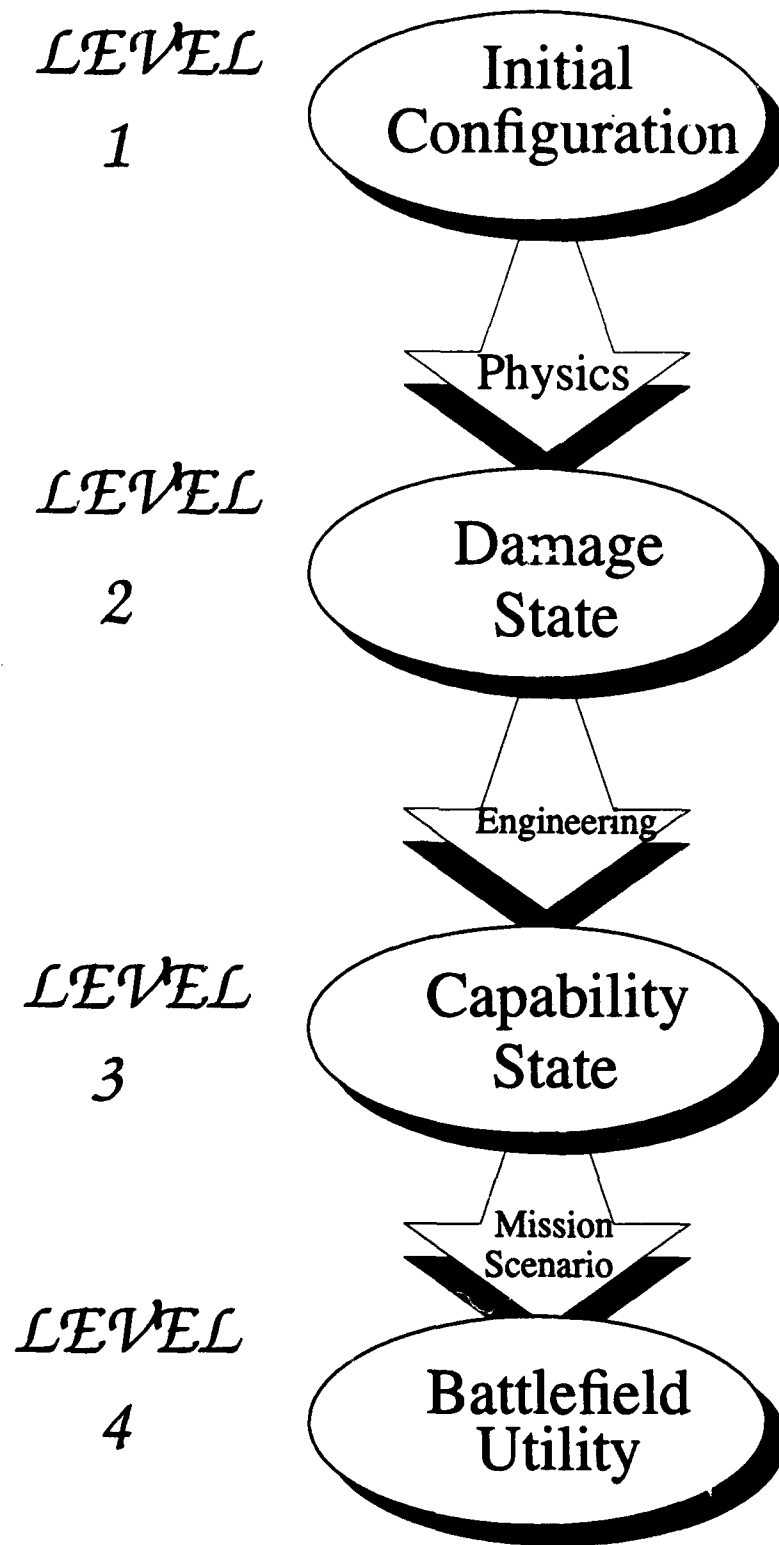 LEVEL
1
Initial
Configuration
Physics
LEVEL
2
Damage
State
Engineering
LEVEL
3
Capability
State
Mission
Scenario
LEVEL
4
Battlefield
Utility